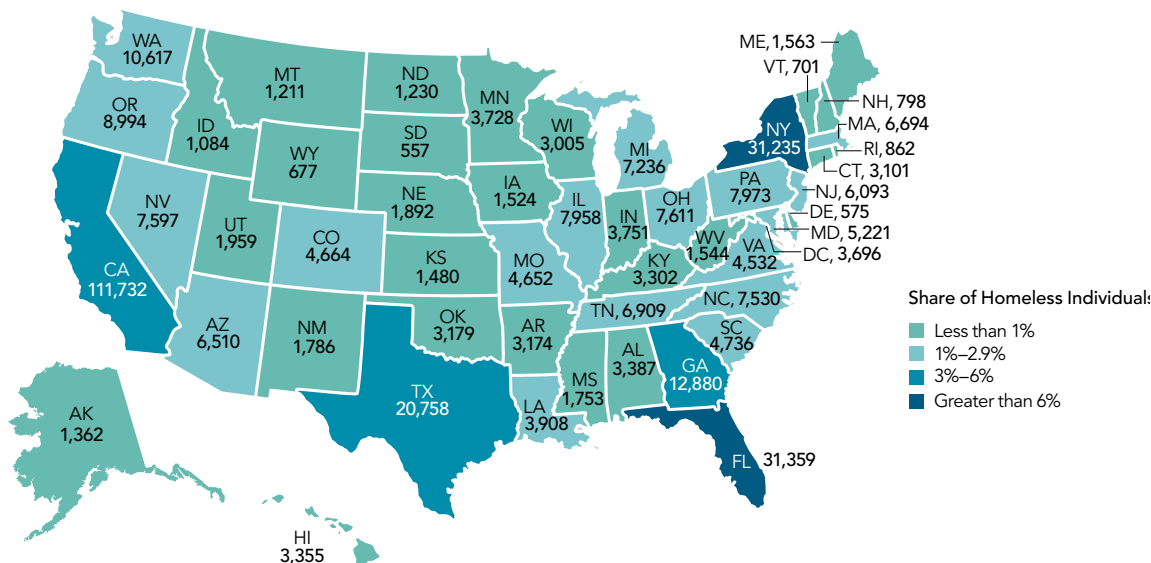 WA
10,617
OR
8,994
CA
111,732
NV
7,597
ID
1,084
MT
1,211
WY
677
UT
1,959
AZ
6,510
CO
4,664
NM
1,786
ND
1,230
SD
557
NE
1,892
KS
1,480
OK
3,179
TX
20,758
MN
3,728
IA
1,524
MO
4,652
AR
3,174
LA
3,908
WI
3,005
IL
7,958
MI
7,236
IN
3,751
OH
7,611
KY
3,302
TN, 6,909
MS
1,753
AL
3,387
GA
12,880
FL 31,359
SC
4,736
NC, 7,530
VA
4,532
WV
1,544
PA
7,973
NY
31,235
ME, 1,563
VT, 701
NH, 798
MA, 6,694
RI, 862
CT, 3,101
NJ, 6,093
DE, 575
MD, 5,221
DC, 3,696
AK
1,362
HI
3,355
Share of Homeless Individuals
Less than 1%
1%–2.9%
3%–6%
Greater than 6%